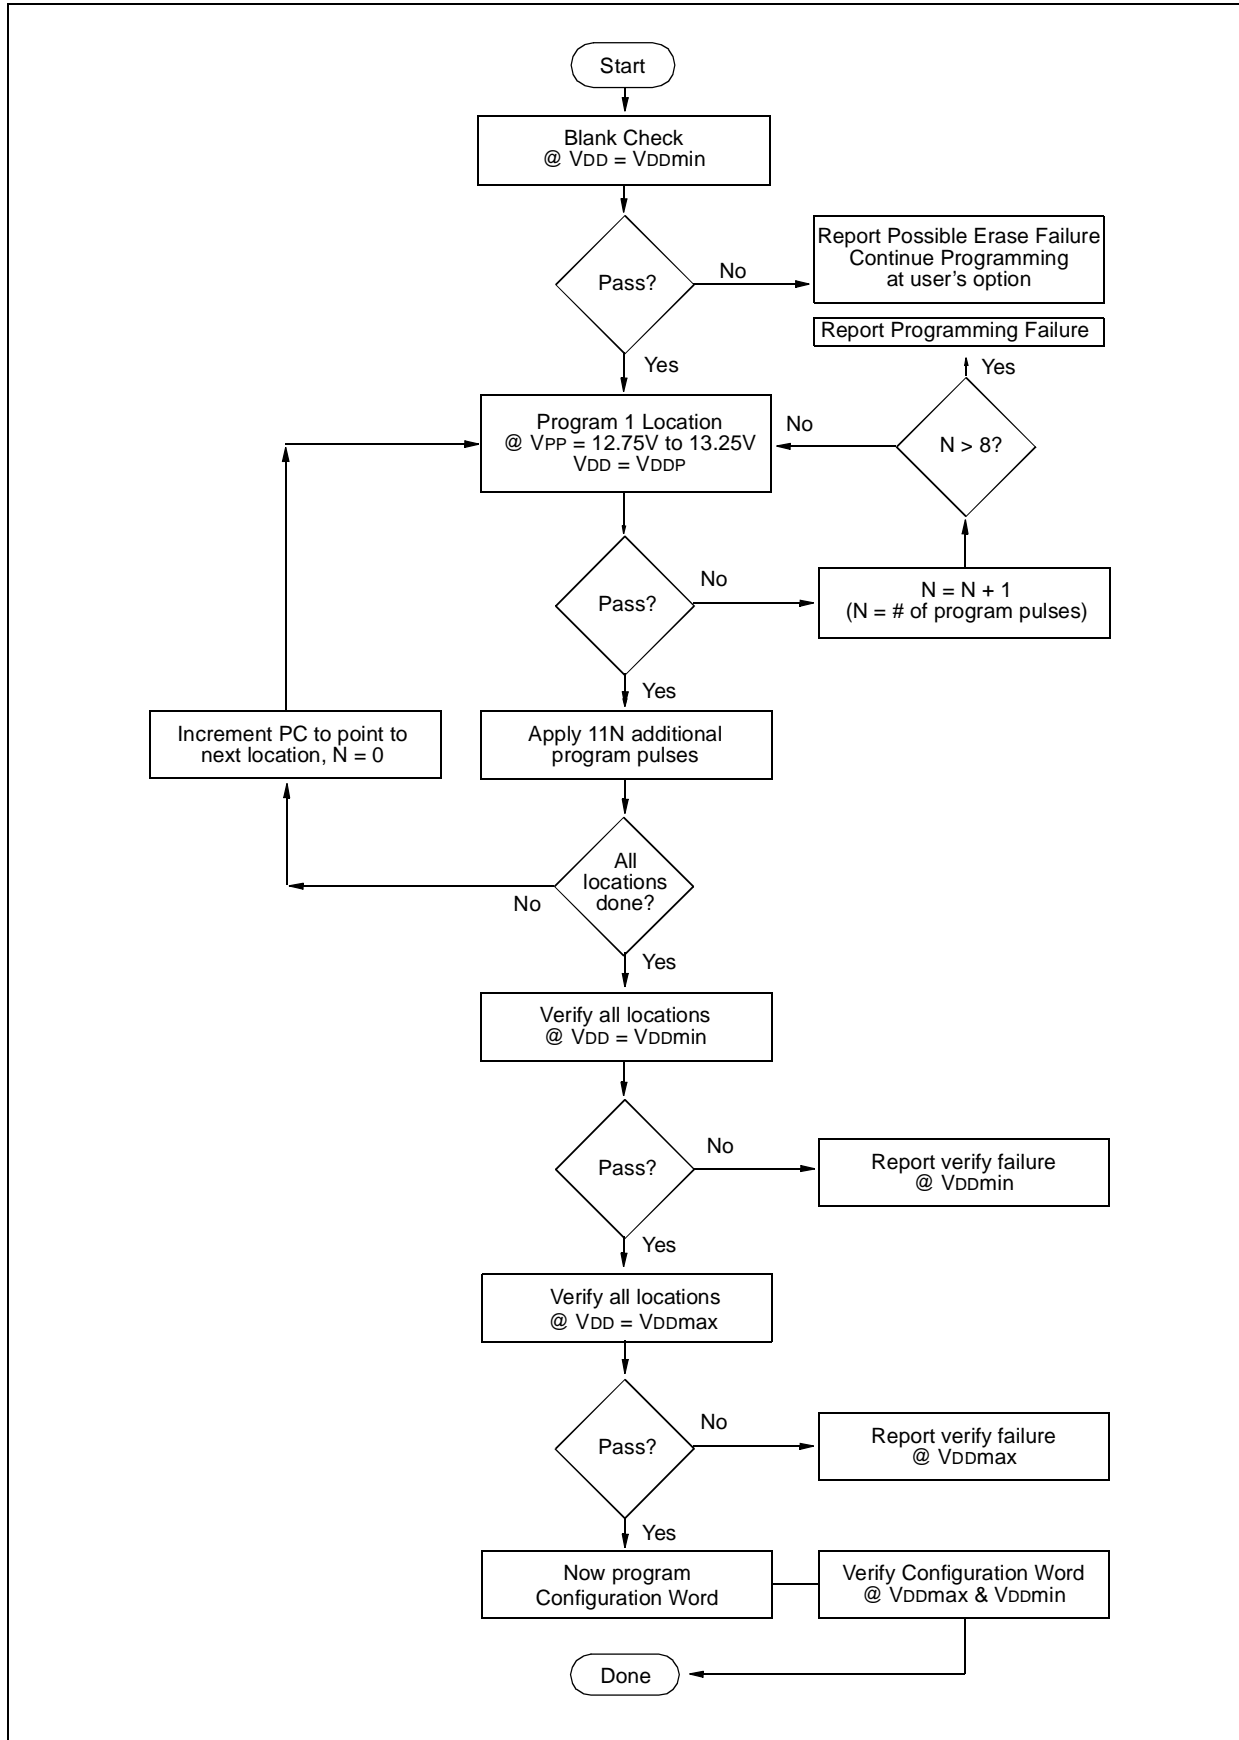 Start
Blank Check
@ VDD = VDDmin
Pass?
No
Report Possible Erase Failure
Continue Programming
at user's option
Yes
Report Programming Failure
Yes
N > 8?
No
Program 1 Location
@ VPP = 12.75V to 13.25V
VDD = VDDP
Pass?
No
N = N + 1
(N = # of program pulses)
Yes
Apply 11N additional
program pulses
Increment PC to point to
next location, N = 0
All
locations
done?
No
Yes
Verify all locations
@ VDD = VDDmin
Pass?
No
Report verify failure
@ VDDmin
Yes
Verify all locations
@ VDD = VDDmax
Pass?
No
Report verify failure
@ VDDmax
Yes
Now program
Configuration Word
Verify Configuration Word
@ VDDmax & VDDmin
Done